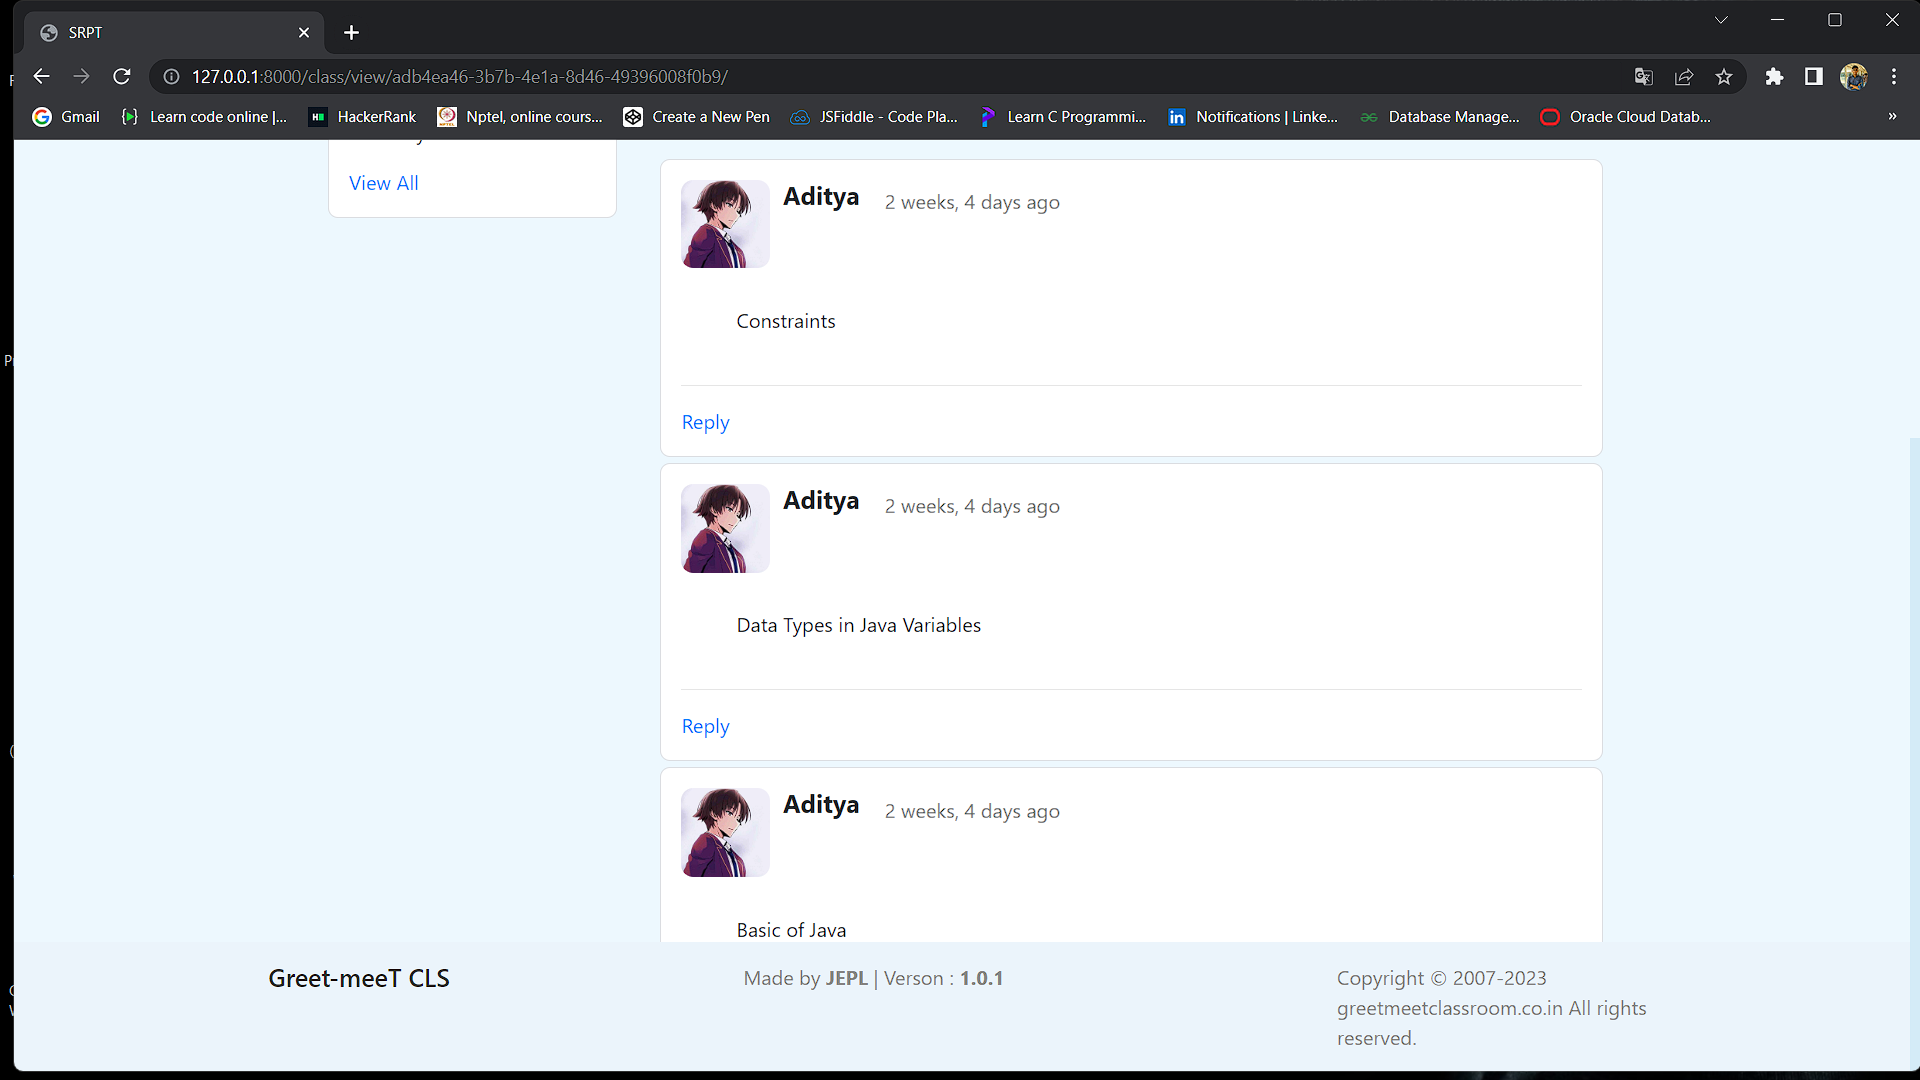 SRPT
127.0.0.1:8000/class/view/adb4ea46-3b7b-4e1a-8d46-49396008f0b9/
Gmail
Learn code online |...
HackerRank
Nptel, online cours...
Create a New Pen
JSFiddle - Code Pla...
Learn C Programmi...
Notifications | Linke...
Database Manage...
Oracle Cloud Datab...
»
View All
Aditya 2 weeks, 4 days ago
Constraints
Reply
Aditya 2 weeks, 4 days ago
Data Types in Java Variables
Reply
Aditya 2 weeks, 4 days ago
Basic of Java
Greet-meeT CLS
Made by JEPL | Verson : 1.0.1
Copyright © 2007-2023
greetmeetclassroom.co.in All rights
reserved.